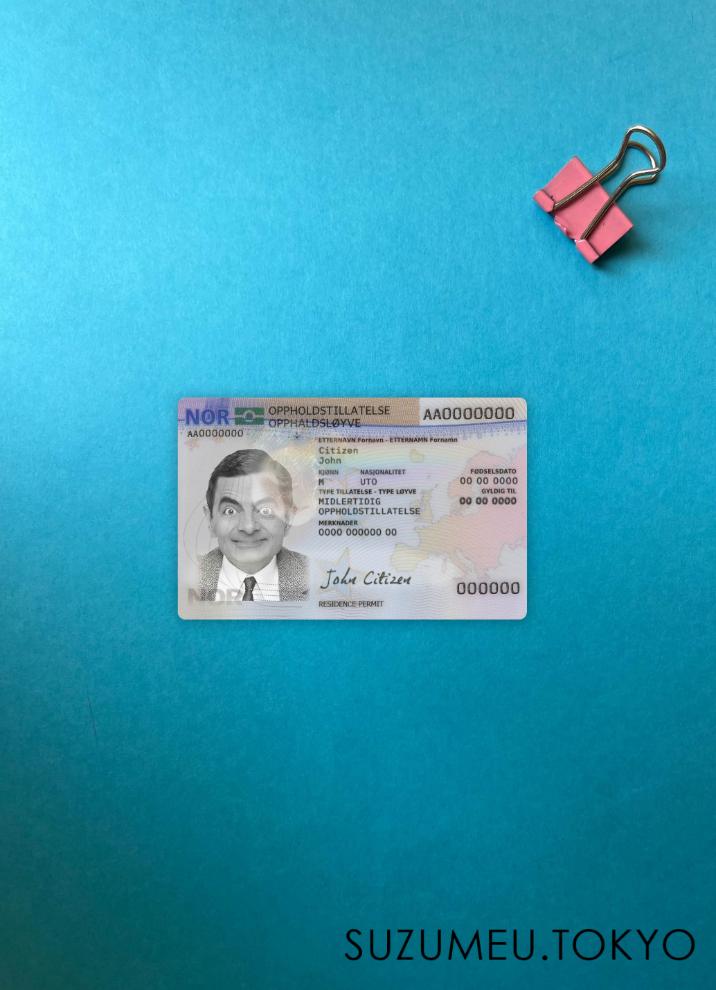 NOR OPPHOLDSTILLATELSE AA0000000
OPPHALDSLØYVE
AA0000000
ETTERNAVN Fornavn - ETTERNAMN Fornamn
Citizen
John
KJØNN NASJONALITET FØDSELSDATO
M UTO 00 00 0000
TYPE TILLATELSE - TYPE LØYVE GYLDIG TIL
MIDLERTIDIG 00 00 0000
OPPHOLDSTILLATELSE
MERKNADER
0000 000000 00
John Citizen
000000
NOR
RESIDENCE PERMIT
SUZUMEU.TOKYO